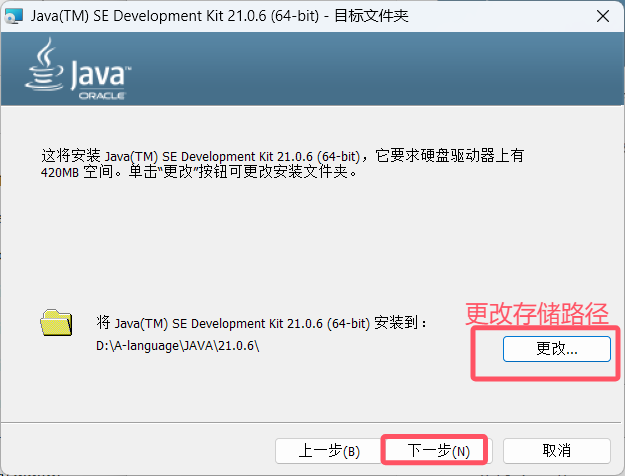 Java(TM) SE Development Kit 21.0.6 (64-bit) - 目标文件夹
Java™
ORACLE
这将安装 Java(TM) SE Development Kit 21.0.6 (64-bit)，它要求硬盘驱动器上有
420MB 空间。单击“更改”按钮可更改安装文件夹。
更改存储路径
将 Java(TM) SE Development Kit 21.0.6 (64-bit) 安装到：
D:\A-language\JAVA\21.0.6\
更改...
上一步(B)
下一步(N)
取消